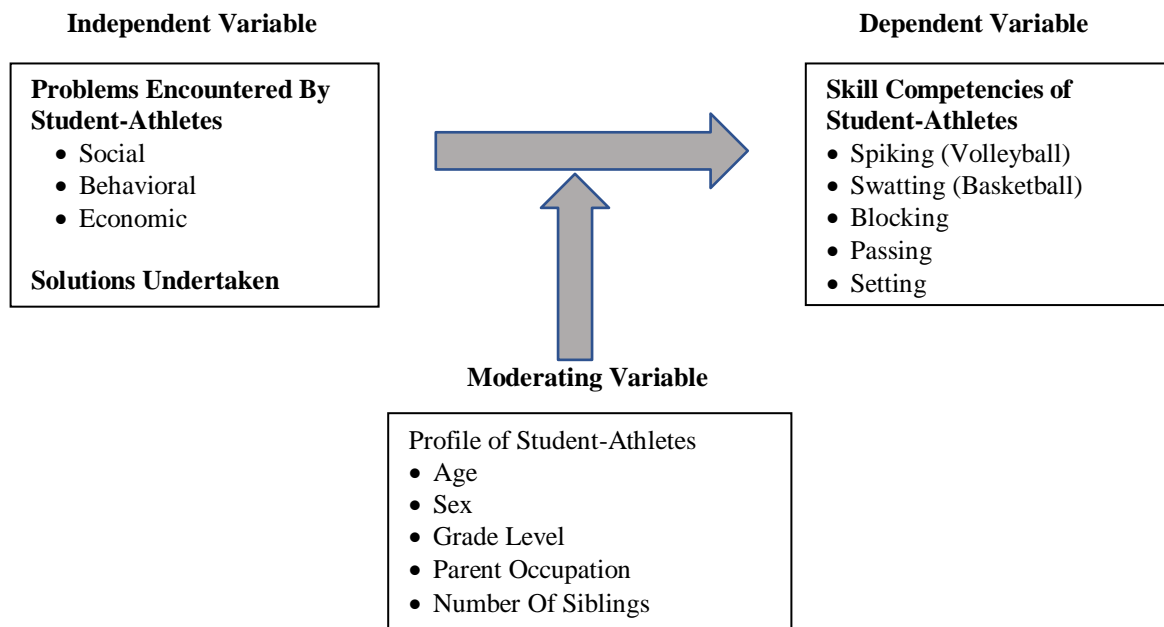 Independent Variable
Problems Encountered By
Student-Athletes
• Social
• Behavioral
• Economic
Solutions Undertaken
Dependent Variable
Skill Competencies of
Student-Athletes
• Spiking (Volleyball)
• Swatting (Basketball)
• Blocking
• Passing
• Setting
Moderating Variable
Profile of Student-Athletes
• Age
• Sex
• Grade Level
• Parent Occupation
• Number Of Siblings